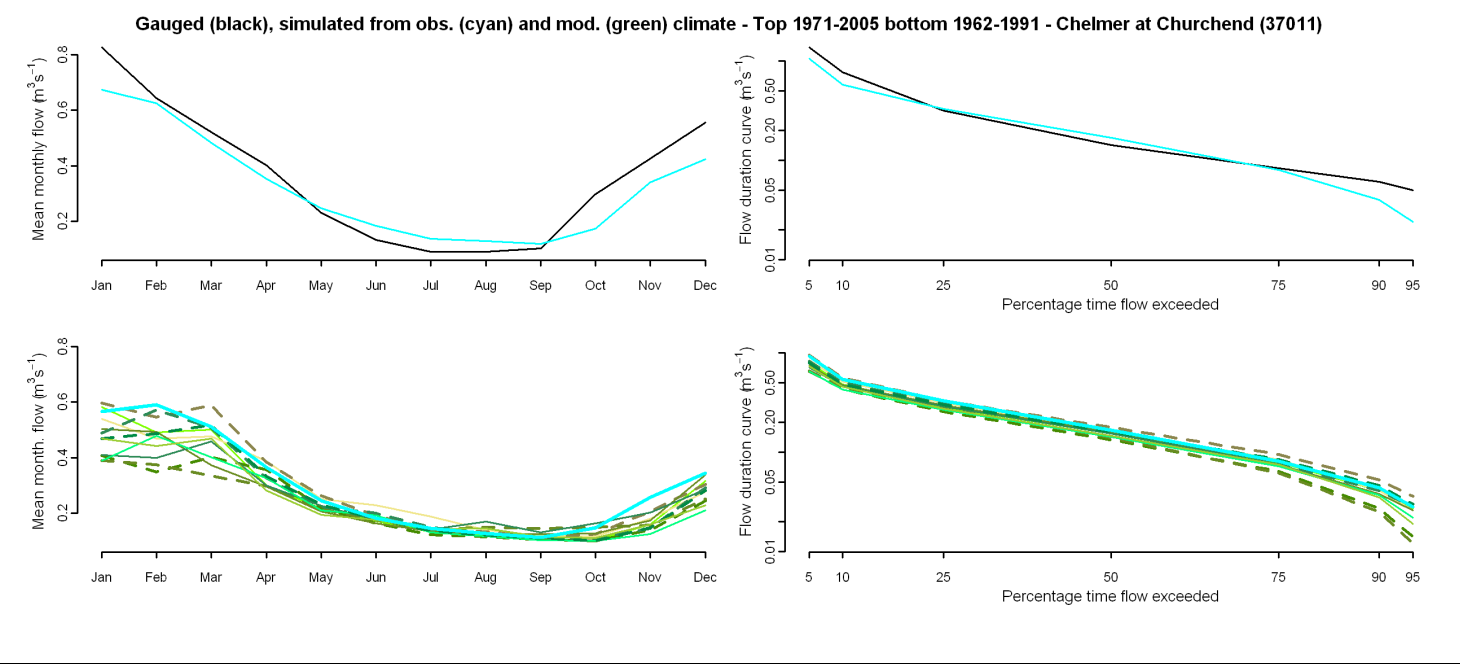 Gauged (black), simulated from obs. (cyan) and mod. (green) climate - Top 1971-2005 bottom 1962-1991 - Chelmer at Churchend (37011)
Mean monthly flow (m³s⁻¹)
0.2 0.4 0.6 0.8
Jan Feb Mar Apr May Jun Jul Aug Sep Oct Nov Dec
Flow duration curve (m³s⁻¹)
0.01 0.05 0.20 0.50
5 10 25 50 75 90 95
Percentage time flow exceeded
Mean month. flow (m³s⁻¹)
0.2 0.4 0.6 0.8
Jan Feb Mar Apr May Jun Jul Aug Sep Oct Nov Dec
Flow duration curve (m³s⁻¹)
0.01 0.05 0.20 0.50
5 10 25 50 75 90 95
Percentage time flow exceeded